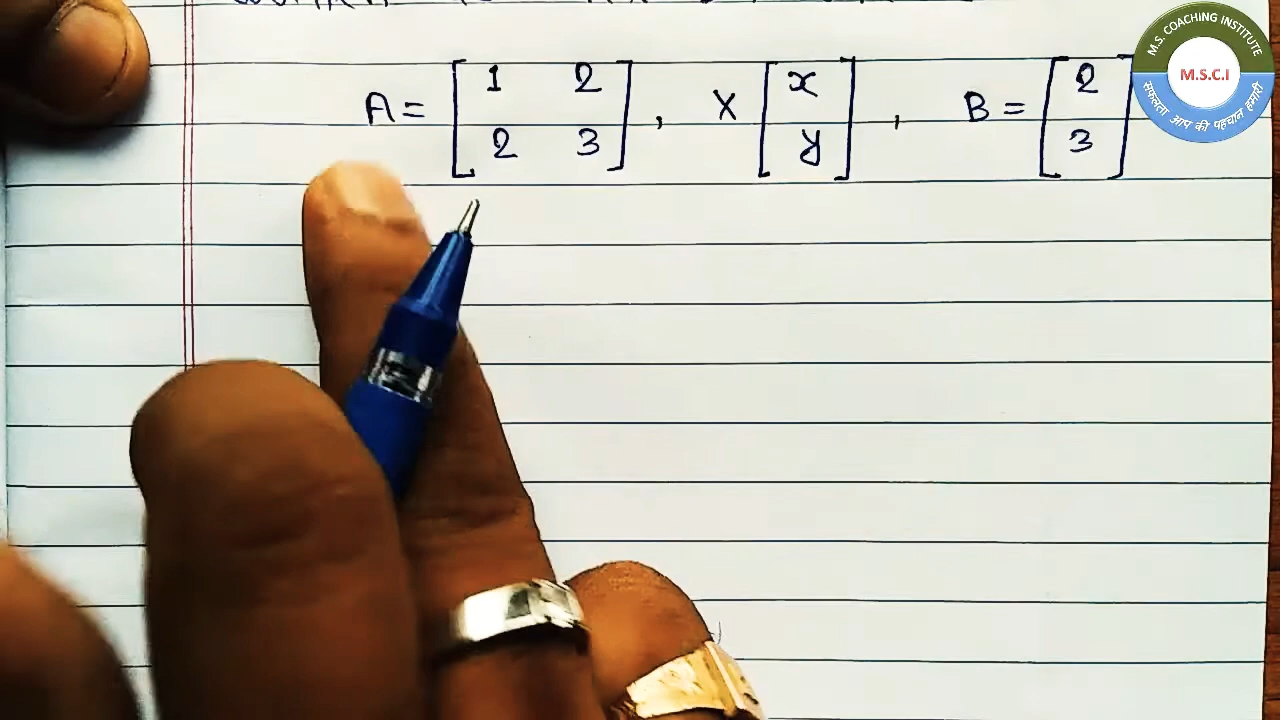 A = [ 1 2 , X [ x , B = [ 2
2 3 ] y ] 3 ]
M.S. COACHING INSTITUTE
M.S.C.I
सफलता आप की पहचान हमारी